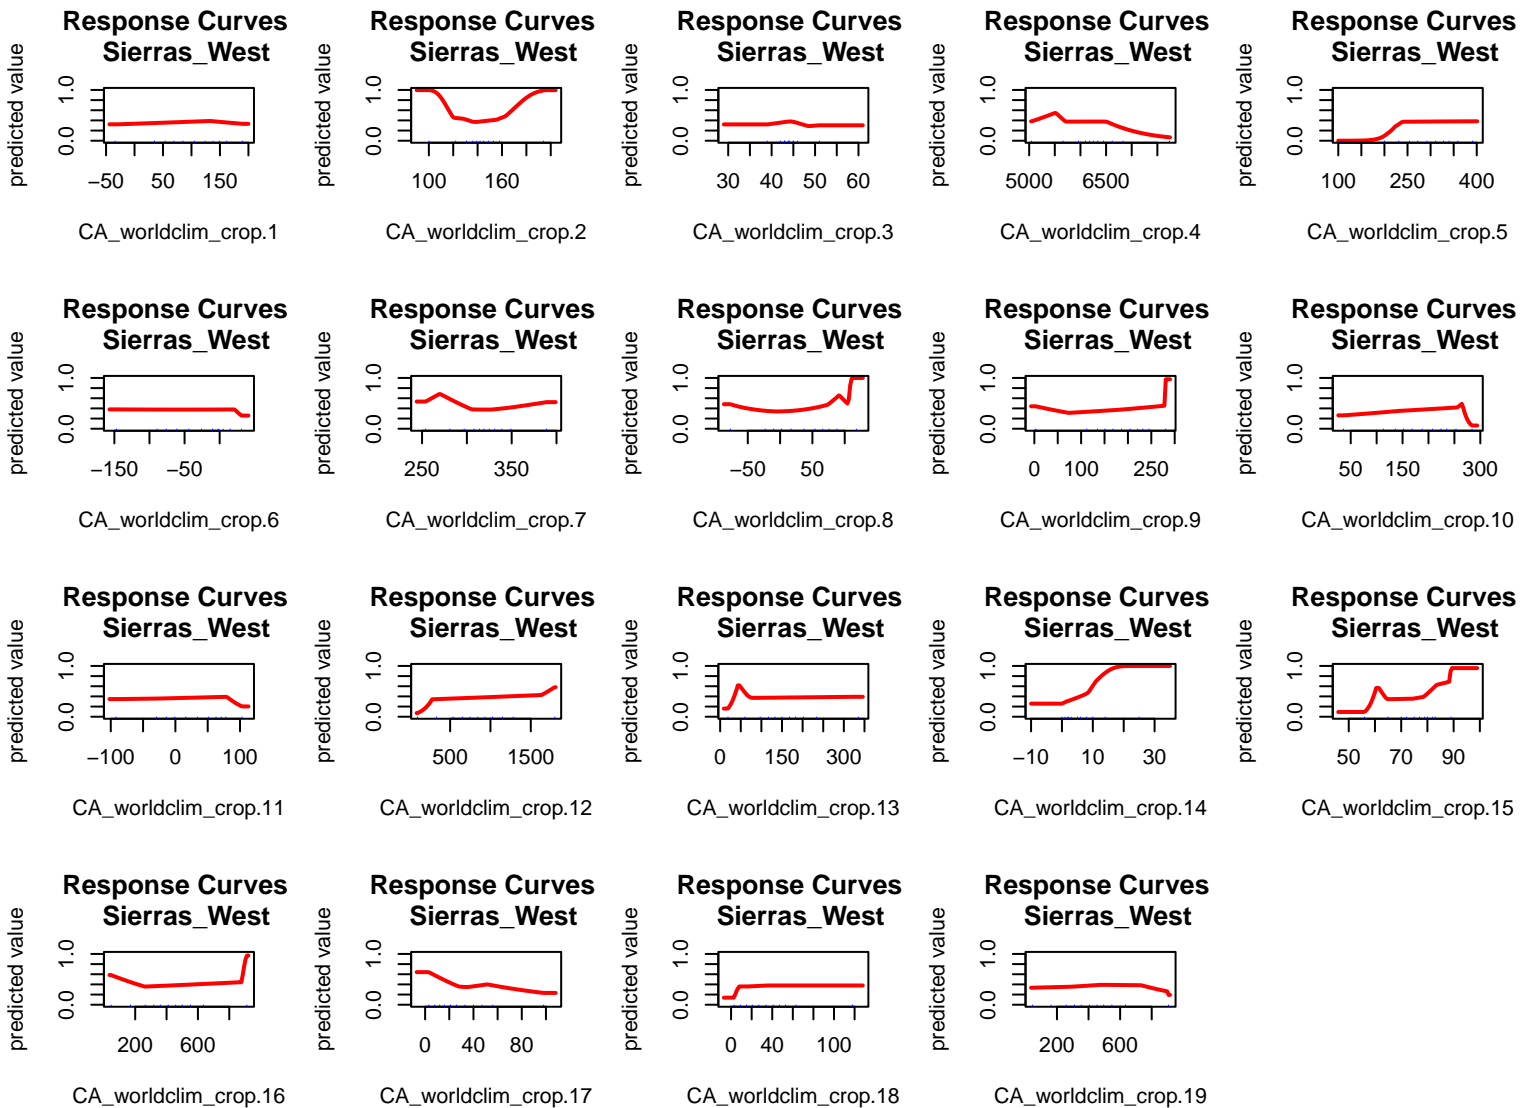 Response Curves
Sierras_West
predicted value
0.0 1.0
−50 50 150
CA_worldclim_crop.1
Response Curves
Sierras_West
predicted value
0.0 1.0
100 160
CA_worldclim_crop.2
Response Curves
Sierras_West
predicted value
0.0 1.0
30 40 50 60
CA_worldclim_crop.3
Response Curves
Sierras_West
predicted value
0.0 1.0
5000 6500
CA_worldclim_crop.4
Response Curves
Sierras_West
predicted value
0.0 1.0
100 250 400
CA_worldclim_crop.5
Response Curves
Sierras_West
predicted value
0.0 1.0
−150 −50
CA_worldclim_crop.6
Response Curves
Sierras_West
predicted value
0.0 1.0
250 350
CA_worldclim_crop.7
Response Curves
Sierras_West
predicted value
0.0 1.0
−50 50
CA_worldclim_crop.8
Response Curves
Sierras_West
predicted value
0.0 1.0
0 100 250
CA_worldclim_crop.9
Response Curves
Sierras_West
predicted value
0.0 1.0
50 150 300
CA_worldclim_crop.10
Response Curves
Sierras_West
predicted value
0.0 1.0
−100 0 100
CA_worldclim_crop.11
Response Curves
Sierras_West
predicted value
0.0 1.0
500 1500
CA_worldclim_crop.12
Response Curves
Sierras_West
predicted value
0.0 1.0
0 150 300
CA_worldclim_crop.13
Response Curves
Sierras_West
predicted value
0.0 1.0
−10 10 30
CA_worldclim_crop.14
Response Curves
Sierras_West
predicted value
0.0 1.0
50 70 90
CA_worldclim_crop.15
Response Curves
Sierras_West
predicted value
0.0 1.0
200 600
CA_worldclim_crop.16
Response Curves
Sierras_West
predicted value
0.0 1.0
0 40 80
CA_worldclim_crop.17
Response Curves
Sierras_West
predicted value
0.0 1.0
0 40 100
CA_worldclim_crop.18
Response Curves
Sierras_West
predicted value
0.0 1.0
200 600
CA_worldclim_crop.19